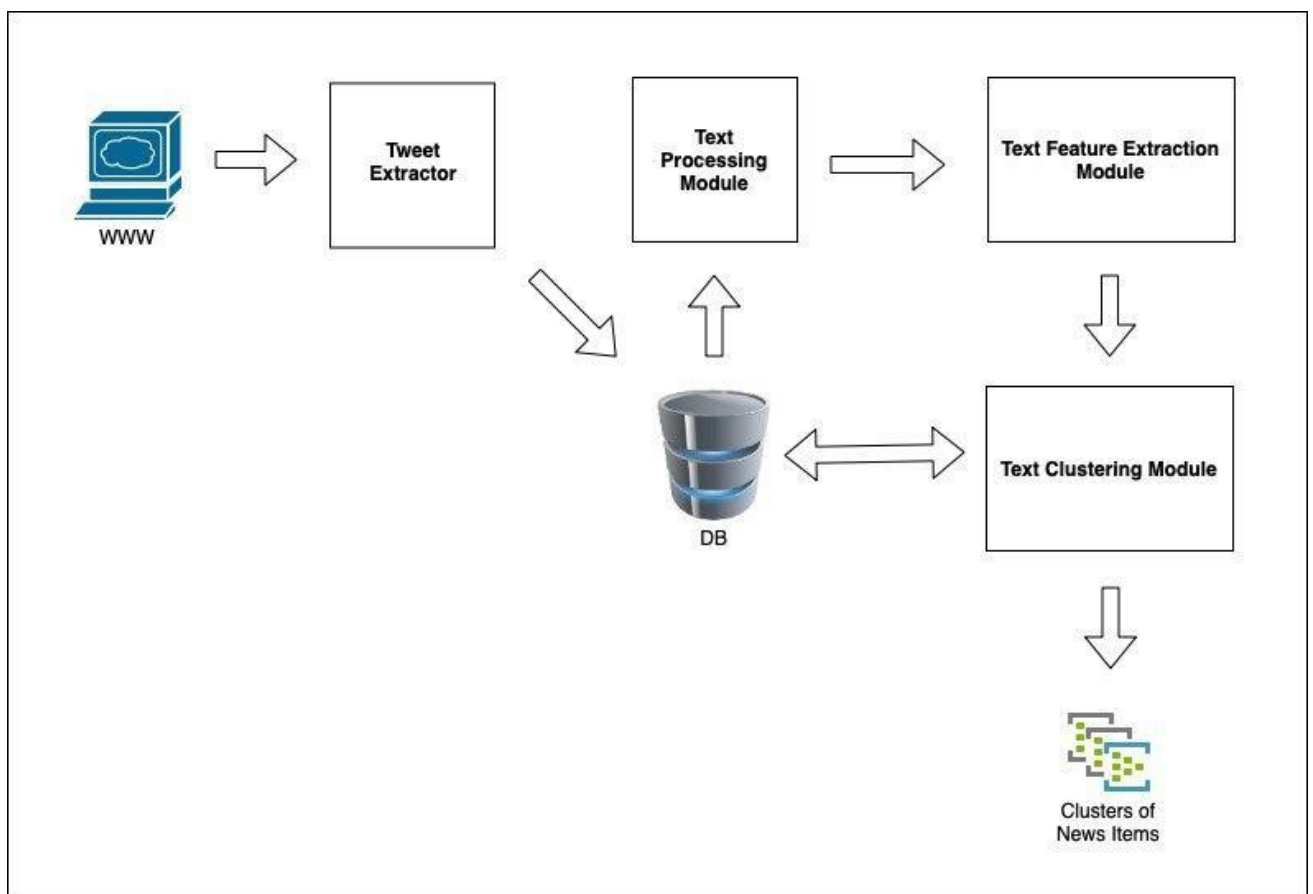 WWW
Tweet
Extractor
Text
Processing
Module
Text Feature Extraction
Module
DB
Text Clustering Module
Clusters of
News Items